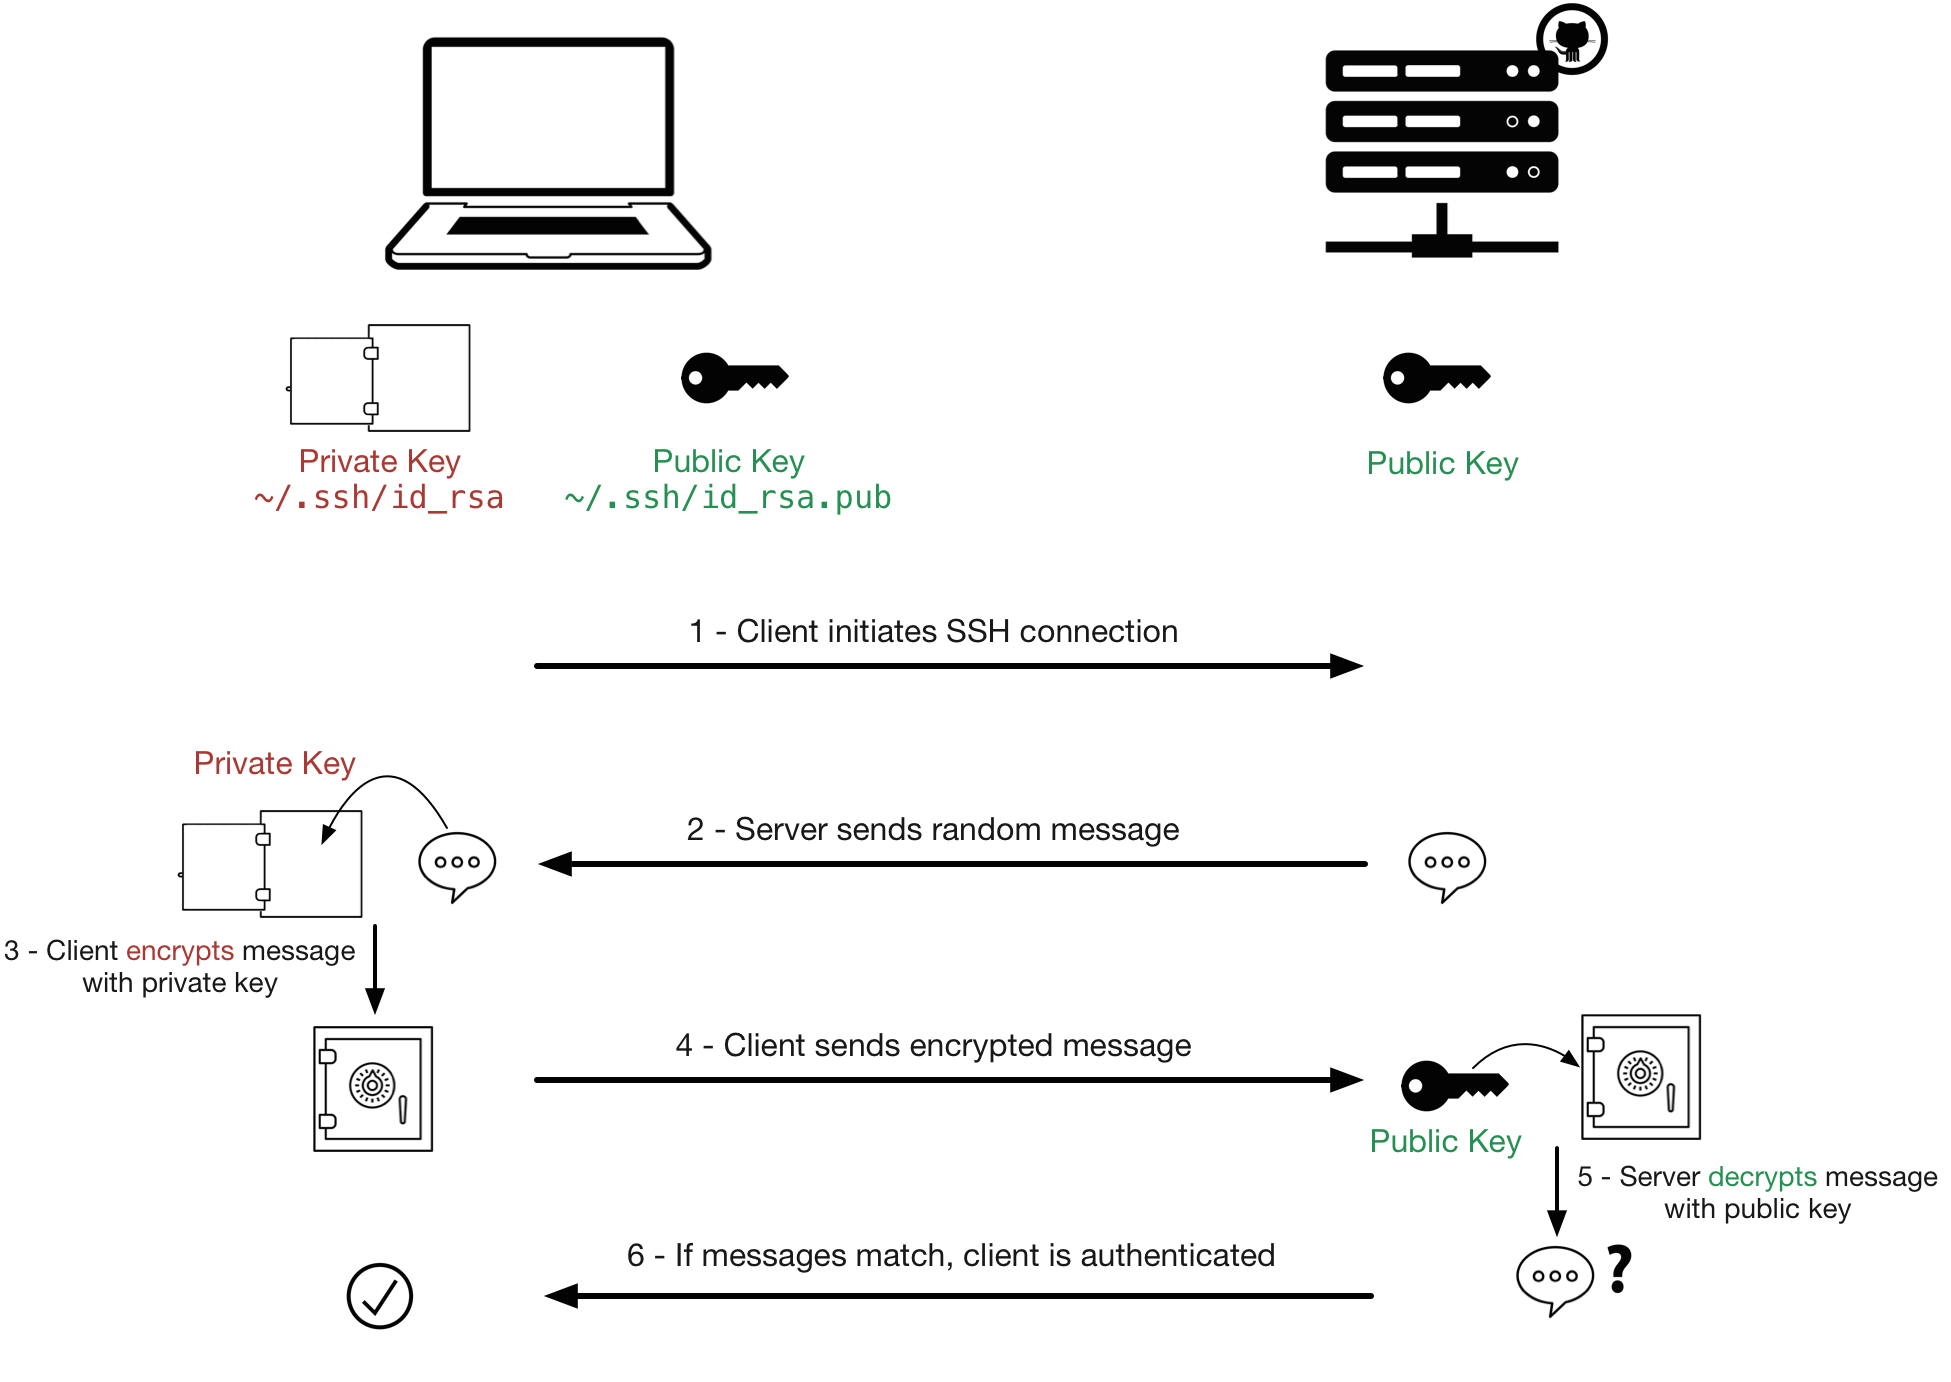 Private Key
~/.ssh/id_rsa
Public Key
~/.ssh/id_rsa.pub
Public Key
1 - Client initiates SSH connection
Private Key
2 - Server sends random message
3 - Client encrypts message
with private key
4 - Client sends encrypted message
Public Key
5 - Server decrypts message
with public key
?
6 - If messages match, client is authenticated